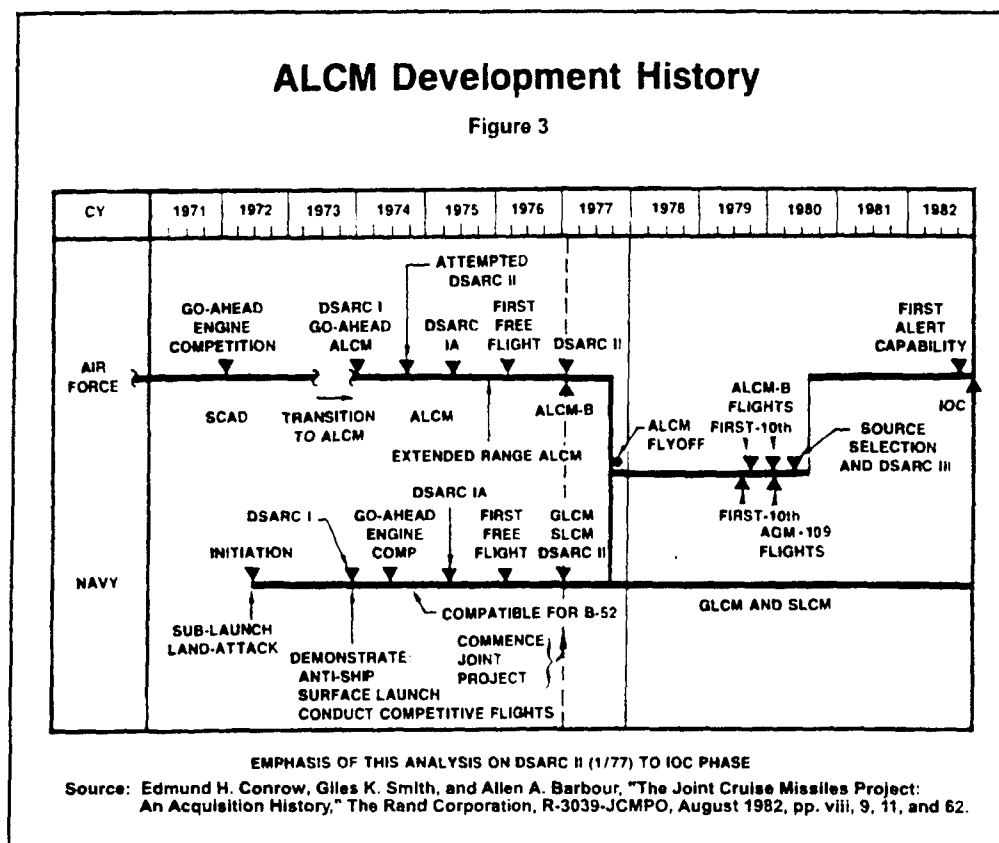 ALCM Development History
Figure 3
CY 1971 1972 1973 1974 1975 1976 1977 1978 1979 1980 1981 1982
ATTEMPTED
DSARC II
GO-AHEAD
ENGINE
COMPETITION
DSARC I
GO-AHEAD
ALCM
DSARC
IA
FIRST
FREE
FLIGHT
DSARC II
FIRST
ALERT
CAPABILITY
AIR
FORCE
SCAD
TRANSITION
TO ALCM
ALCM
ALCM-B
EXTENDED RANGE ALCM
ALCM
FLYOFF
ALCM-B
FLIGHTS
FIRST-10th
SOURCE
SELECTION
AND DSARC III
IOC
FIRST-10th
AGM-109
FLIGHTS
DSARC IA
DSARC I
GO-AHEAD
ENGINE
COMP
FIRST
FREE
FLIGHT
GLCM
SLCM
DSARC II
INITIATION
NAVY
COMPATIBLE FOR B-52
GLCM AND SLCM
SUB-LAUNCH
LAND-ATTACK
DEMONSTRATE:
ANTI-SHIP
SURFACE LAUNCH
CONDUCT COMPETITIVE FLIGHTS
COMMENCE
JOINT
PROJECT
EMPHASIS OF THIS ANALYSIS ON DSARC II (1/77) TO IOC PHASE
Source: Edmund H. Conrow, Giles K. Smith, and Allen A. Barbour, "The Joint Cruise Missiles Project:
An Acquisition History," The Rand Corporation, R-3039-JCMPO, August 1982, pp. viii, 9, 11, and 62.